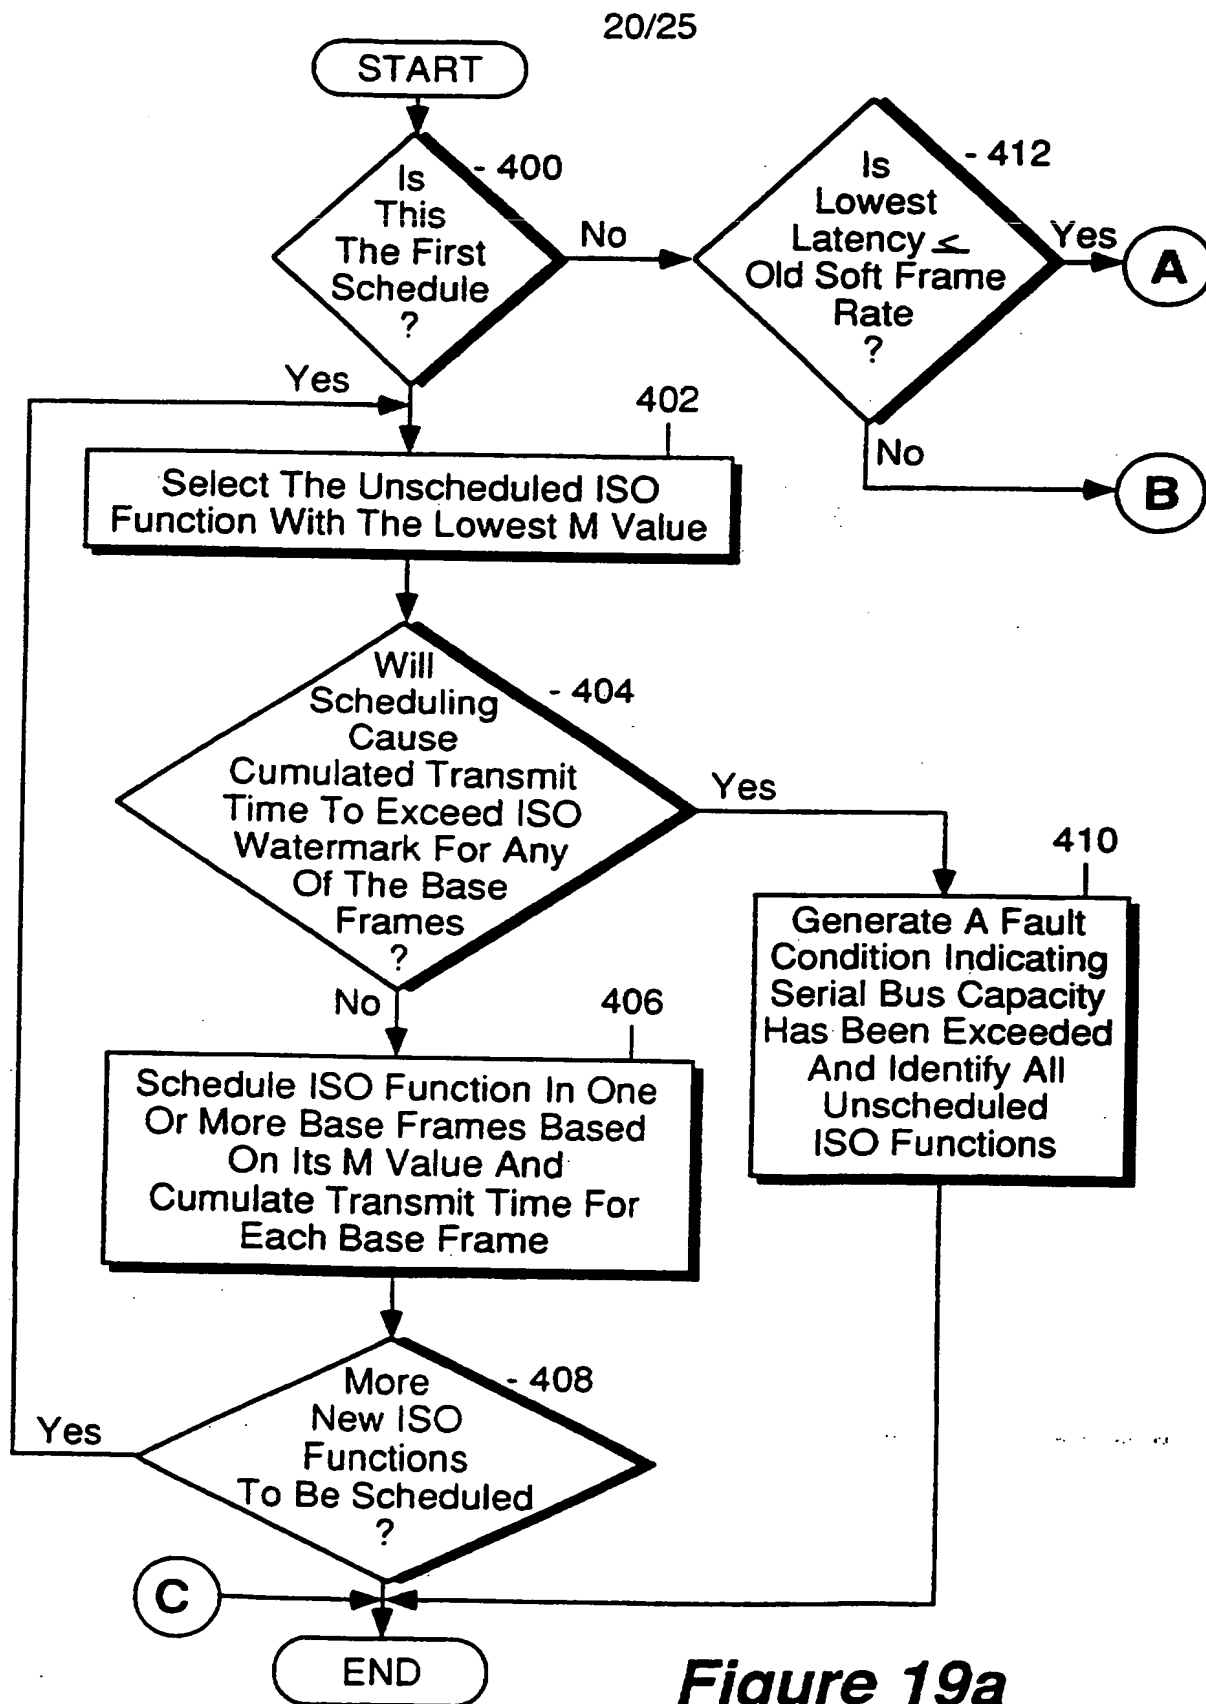 20/25
START
- 400
Is
This
The First
Schedule
?
No
Yes
- 412
Is
Lowest
Latency ≤
Old Soft Frame
Rate
?
Yes
A
No
B
402
Select The Unscheduled ISO
Function With The Lowest M Value
- 404
Will
Scheduling
Cause
Cumulated Transmit
Time To Exceed ISO
Watermark For Any
Of The Base
Frames
?
Yes
No
410
Generate A Fault
Condition Indicating
Serial Bus Capacity
Has Been Exceeded
And Identify All
Unscheduled
ISO Functions
406
Schedule ISO Function In One
Or More Base Frames Based
On Its M Value And
Cumulate Transmit Time For
Each Base Frame
- 408
More
New ISO
Functions
To Be Scheduled
?
Yes
C
END
Figure 19a